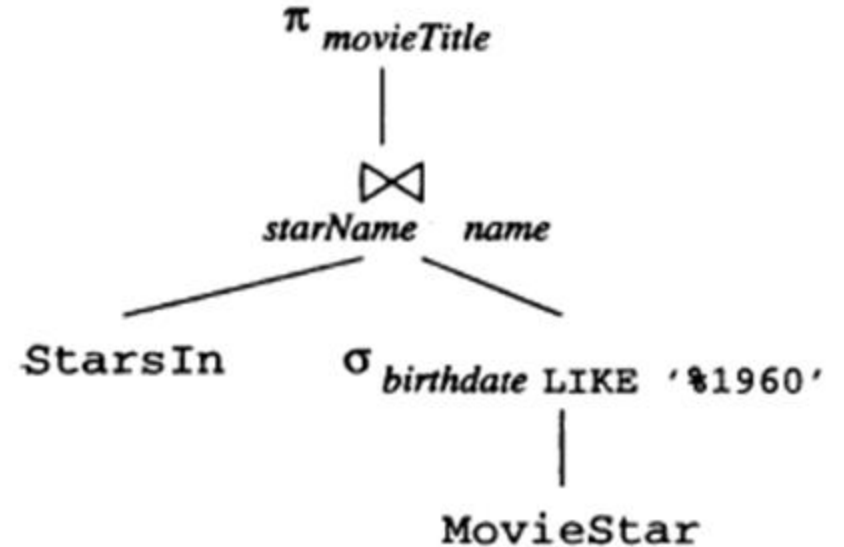 π movieTitle
⋈
starName name
StarsIn
σ birthdate LIKE '%1960'
MovieStar